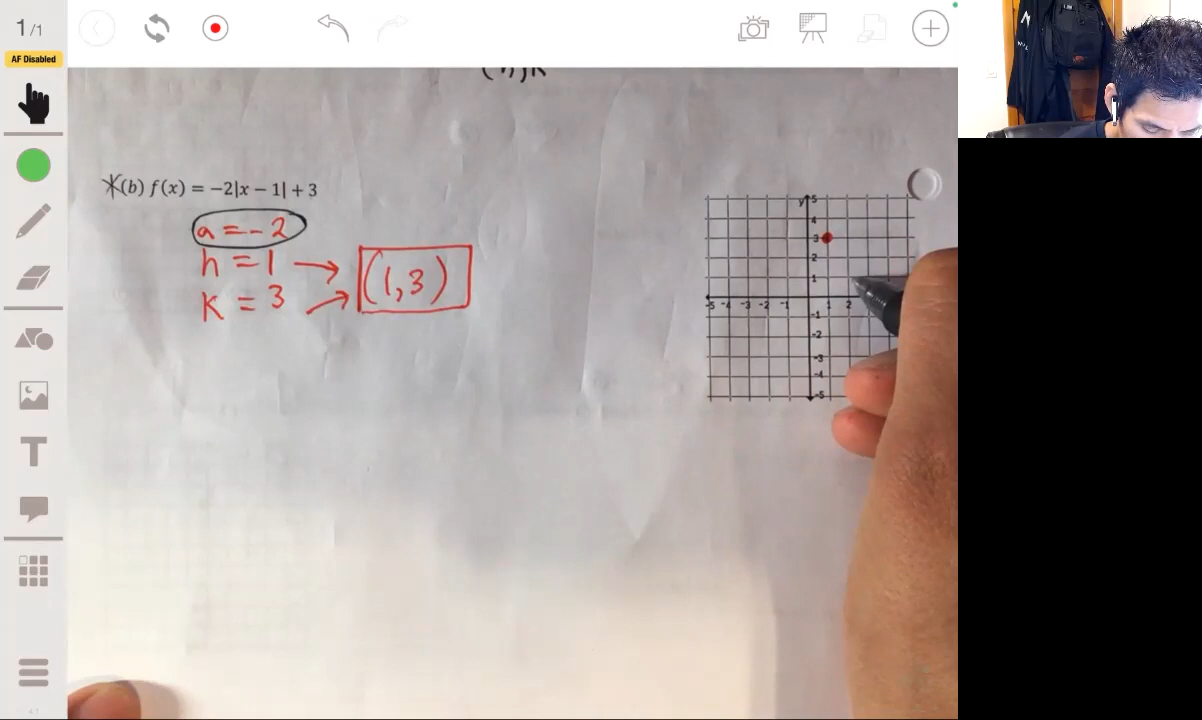 1/1
AF Disabled
(h,k
*(b) f(x) = −2|x − 1| + 3
a = -2
h = 1
(1,3)
K = 3
y 5
4
3
2
1
-5 -4 -3 -2 -1 1 2
-1
-2
-3
-4
-5
T